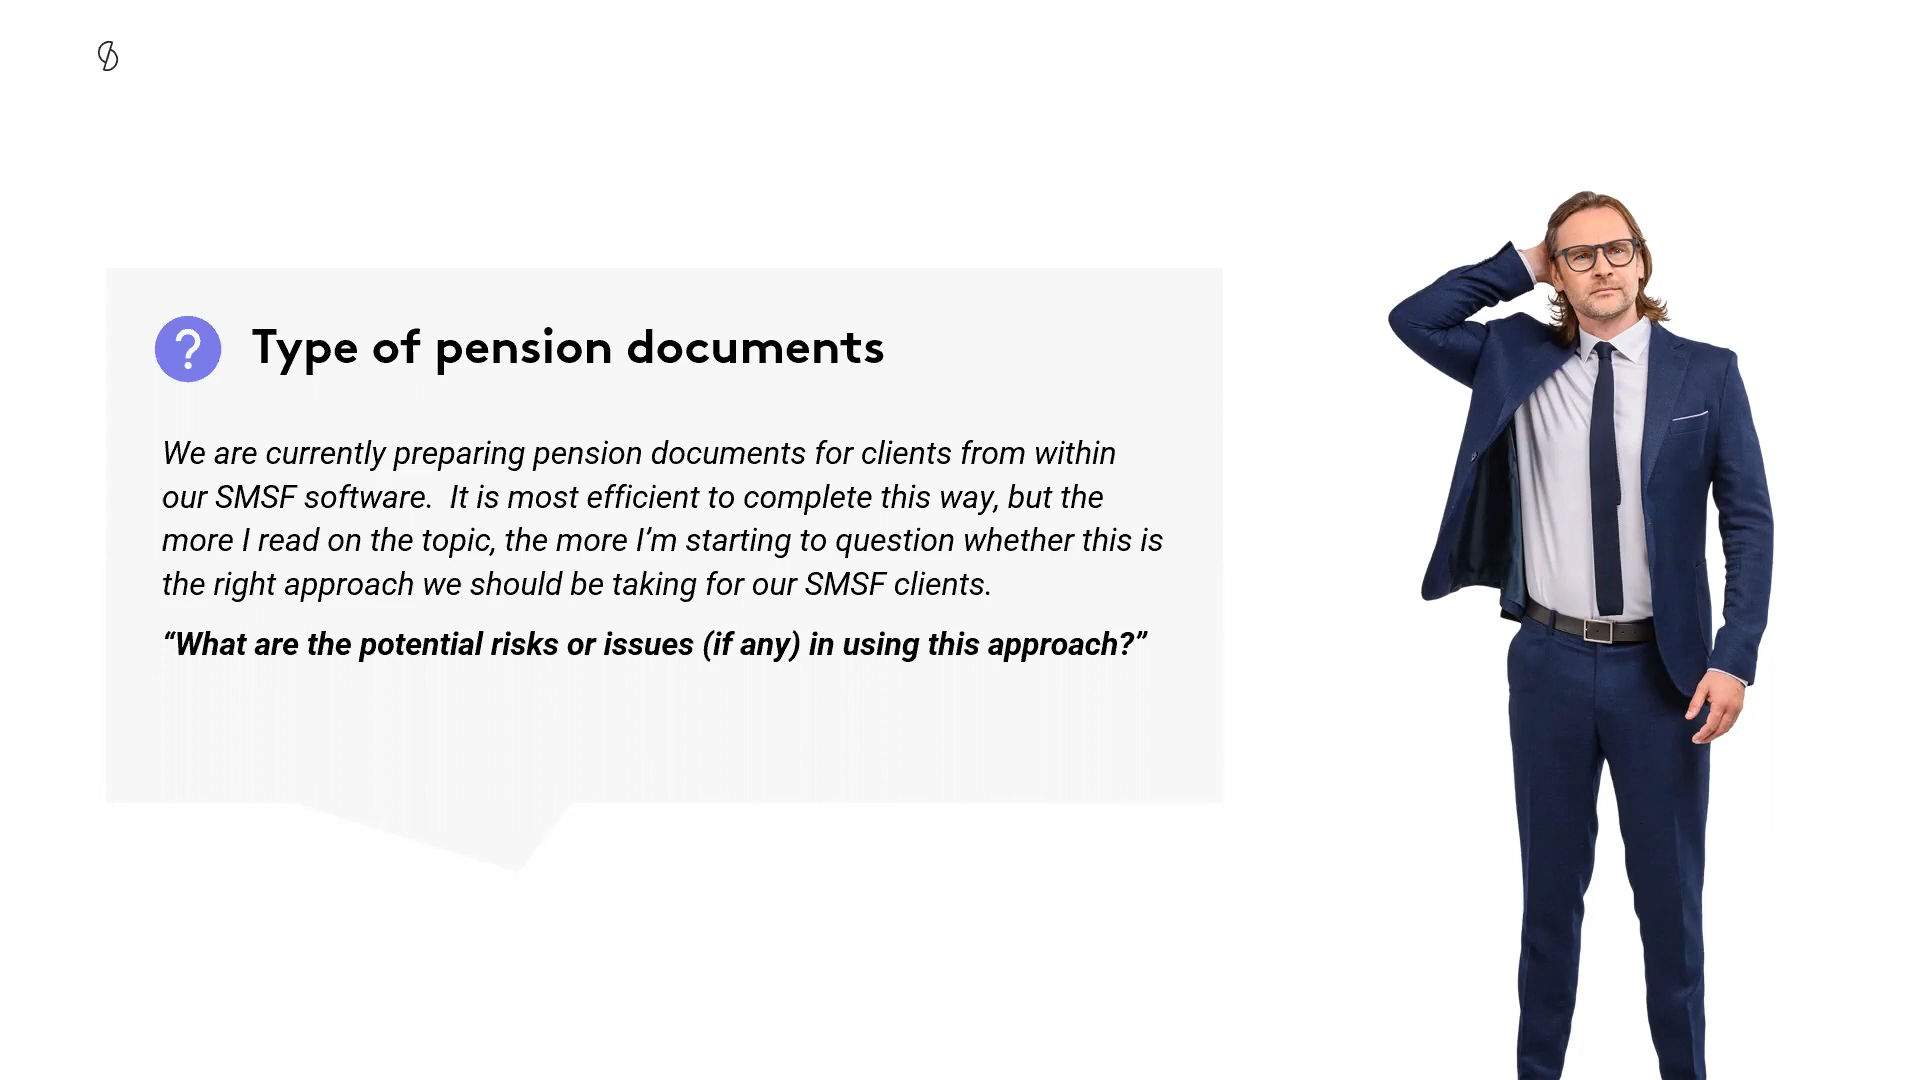 ?
Type of pension documents
We are currently preparing pension documents for clients from within
our SMSF software.  It is most efficient to complete this way, but the
more I read on the topic, the more I’m starting to question whether this is
the right approach we should be taking for our SMSF clients.
“What are the potential risks or issues (if any) in using this approach?”